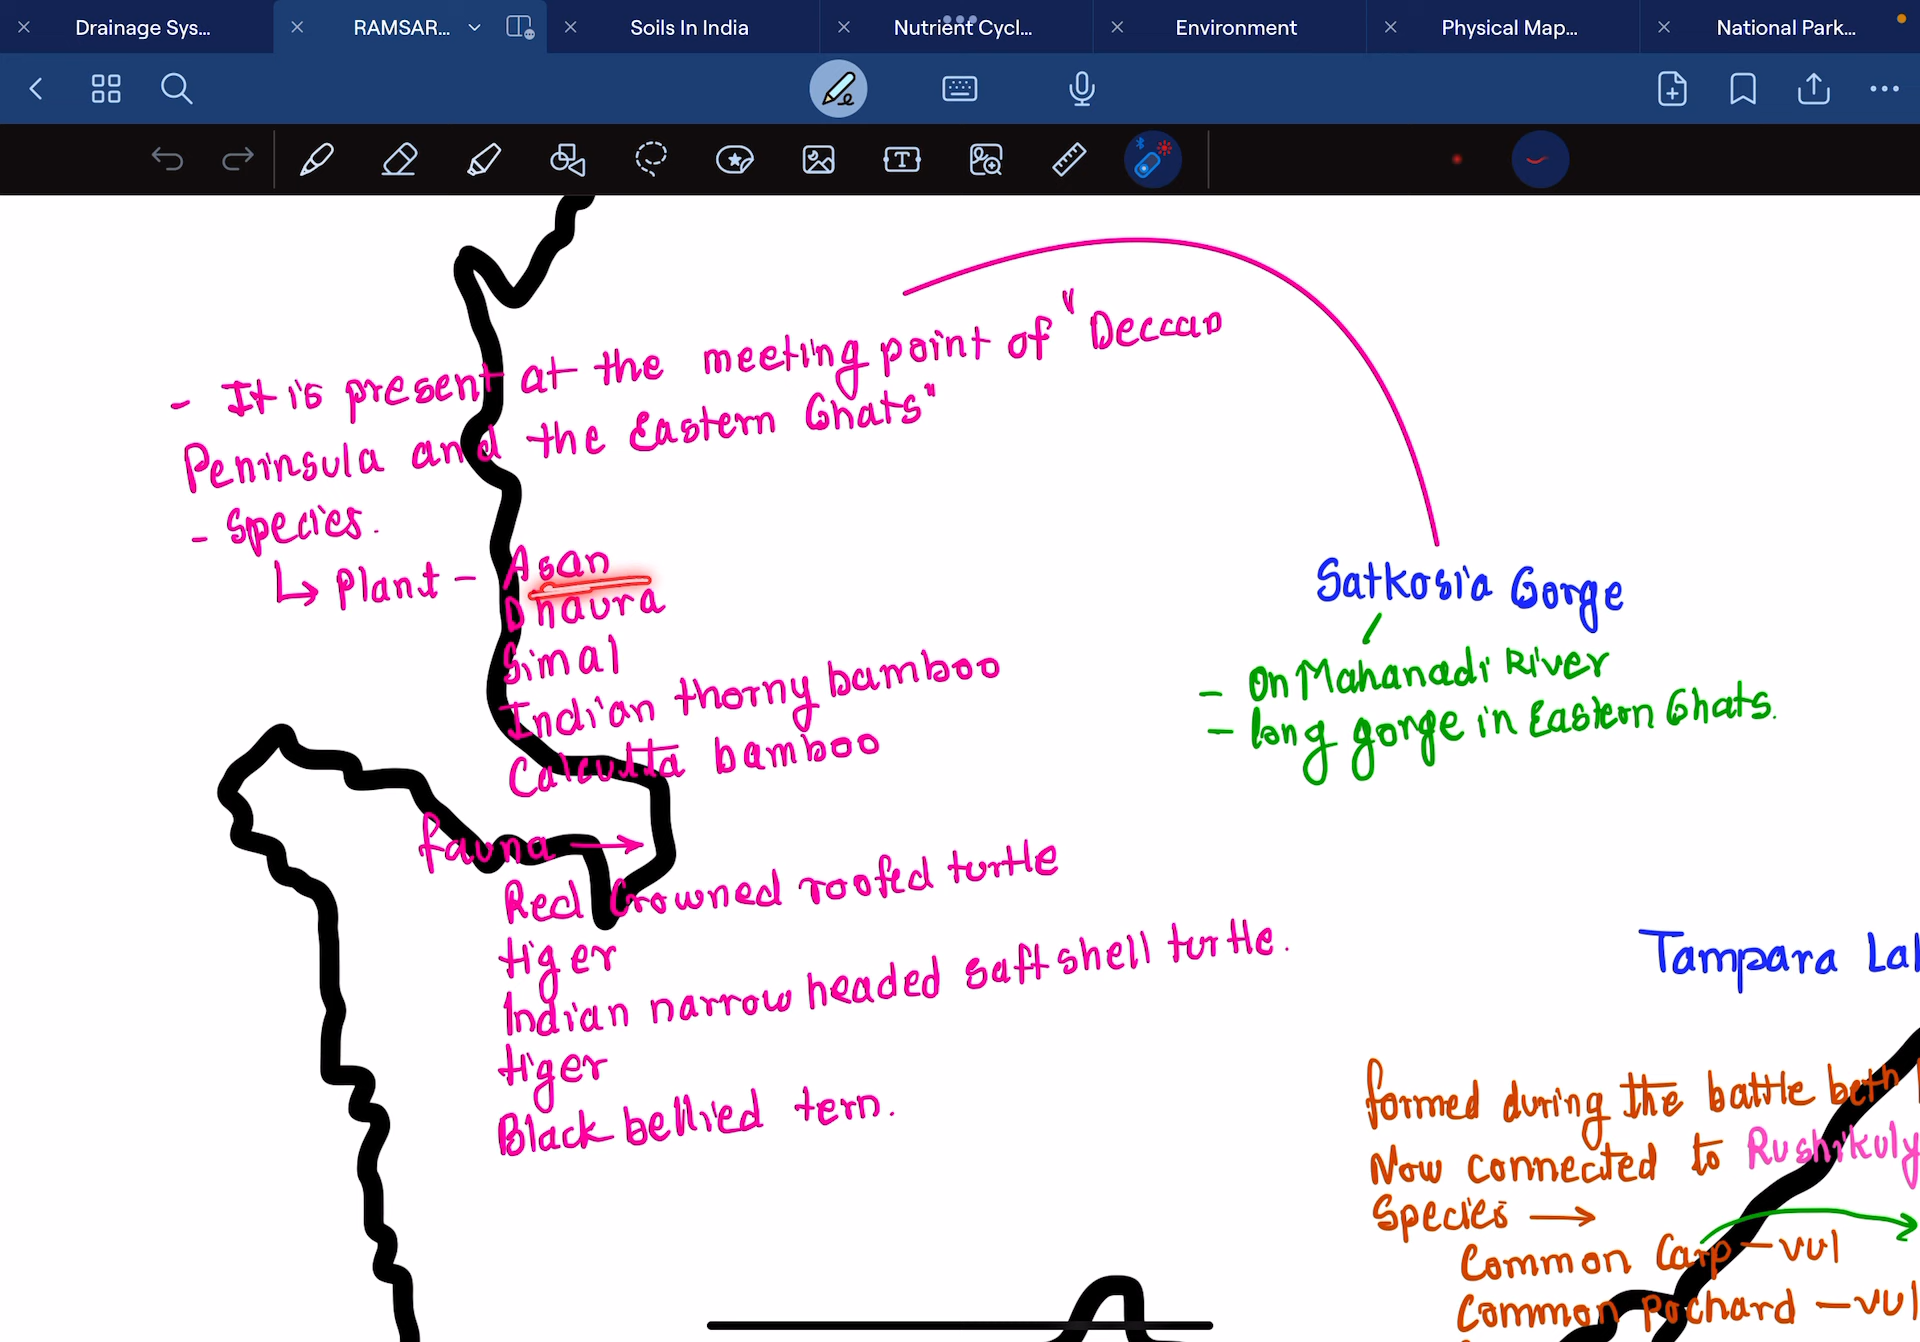 Drainage Sys...
RAMSAR...
Soils In India
Nutrient Cycl...
Environment
Physical Map...
National Park...
- It is present at the meeting point of "Deccan
Peninsula and the Eastern Ghats"
- Species.
↳ Plant - Asan
Dhaura
Simal
Indian thorny bamboo
Calcutta bamboo
fauna →
Red Crowned roofed turtle
tiger
Indian narrow headed saftshell turtle.
tiger
Black bellied tern.
Satkosia Gorge
- On Mahanadi River
- long gorge in Eastern Ghats.
Tampara
formed during the battle betn
Now connected to Rushikuly
Species →
Common Carp - vul
Common Pochard - vul